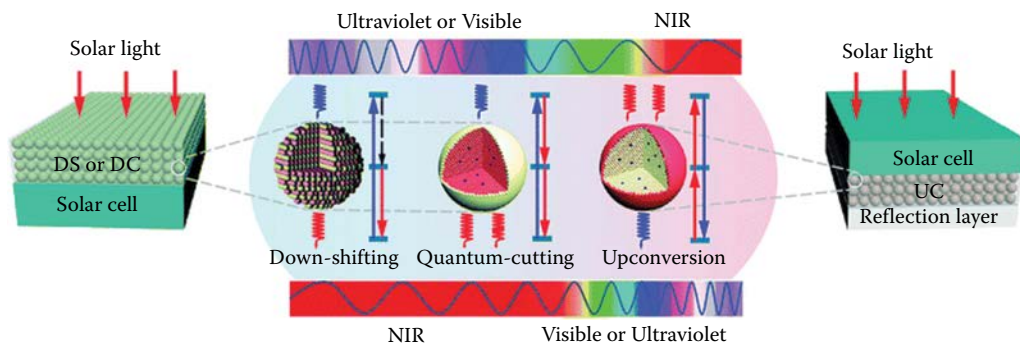 Ultraviolet or Visible
NIR
Solar light
Solar light
DS or DC
Solar cell
Solar cell
UC
Reflection layer
Down-shifting
Quantum-cutting
Upconversion
NIR
Visible or Ultraviolet